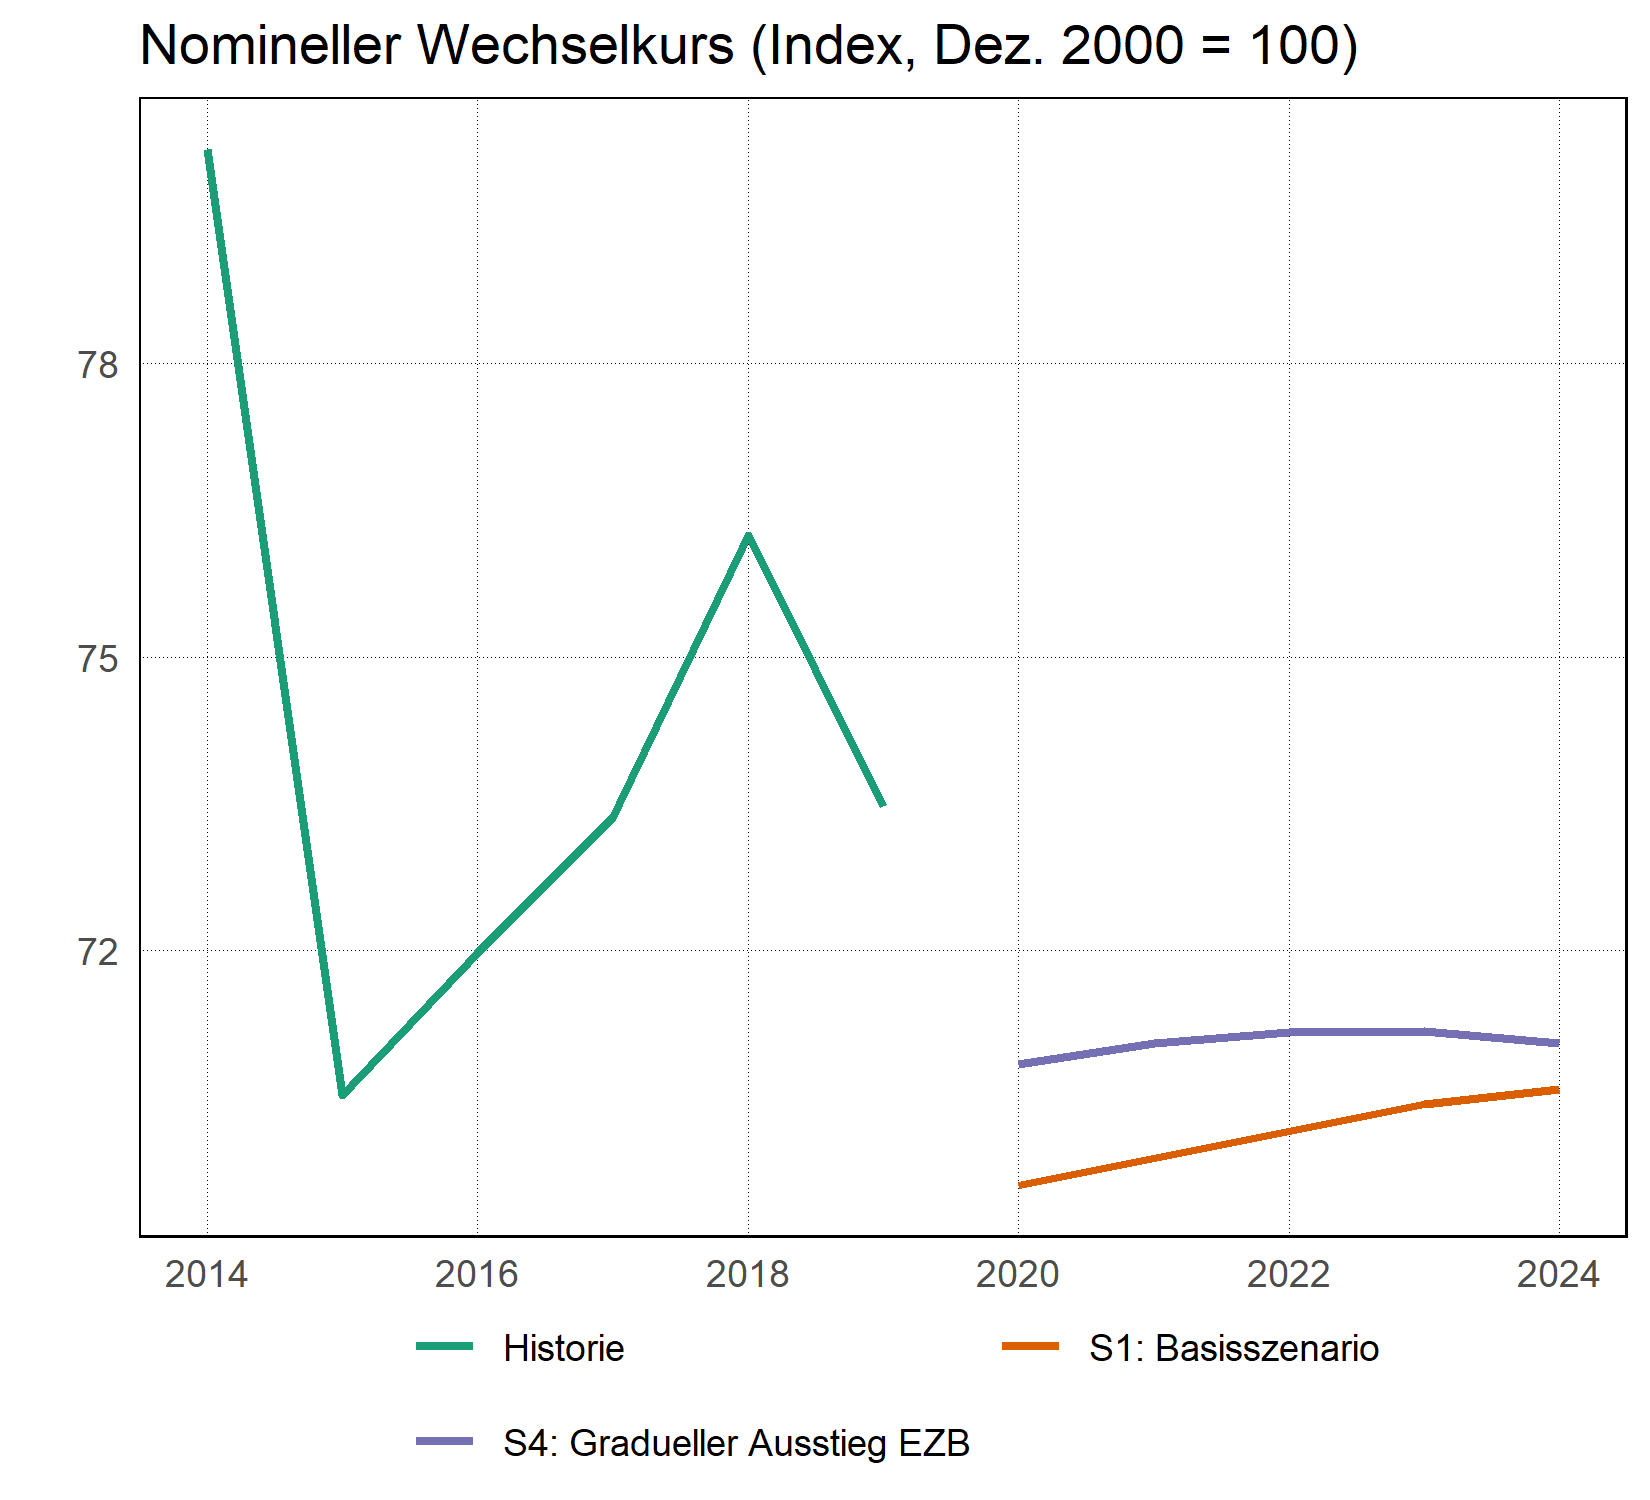 Nomineller Wechselkurs (Index, Dez. 2000 = 100)
78
75
72
2014 2016 2018 2020 2022 2024
Historie S1: Basisszenario
S4: Gradueller Ausstieg EZB